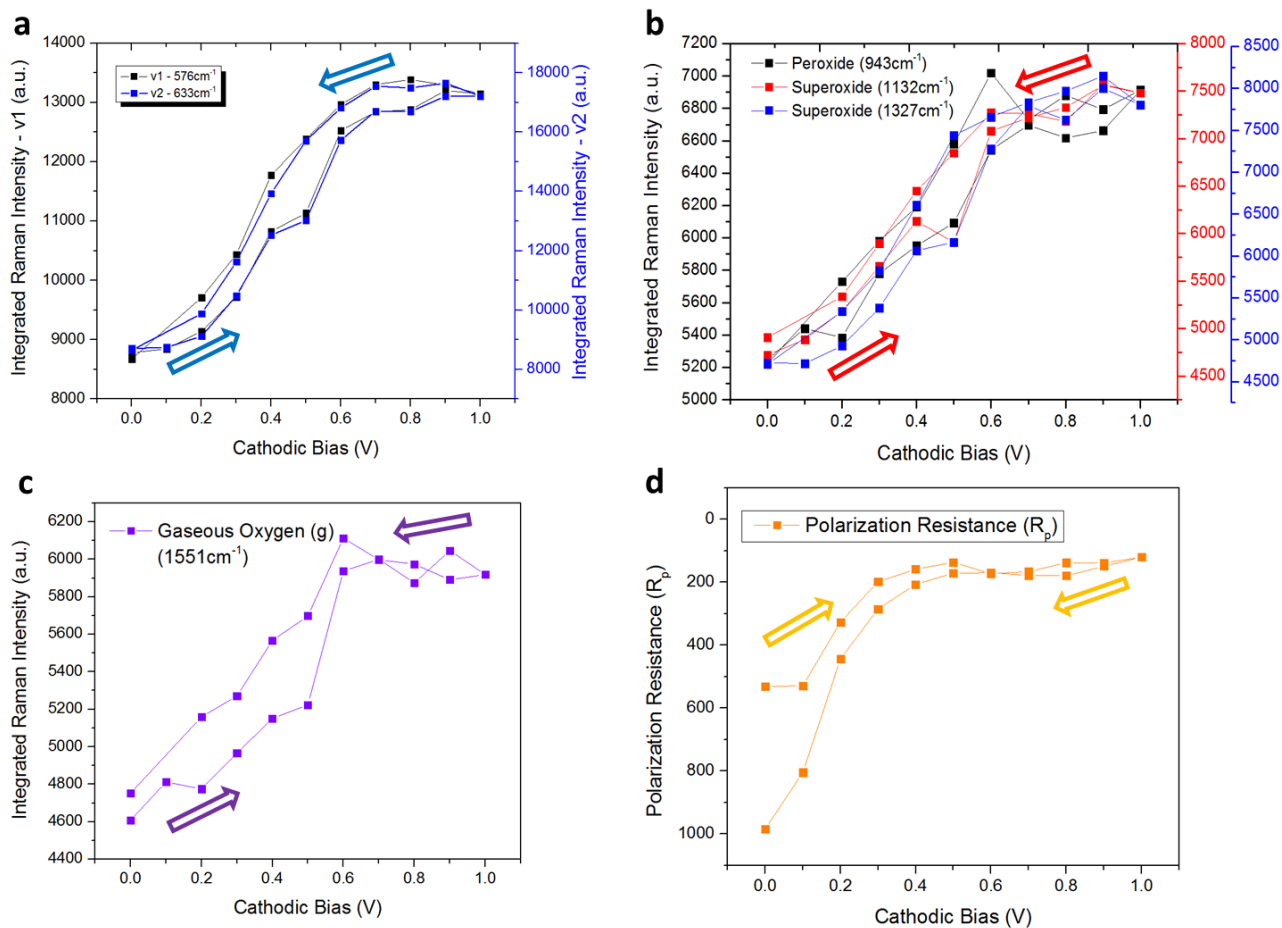 a
14000
13000
12000
11000
10000
9000
8000
Integrated Raman Intensity - v1 (a.u.)
v1 - 576cm⁻¹
v2 - 633cm⁻¹
18000
16000
14000
12000
10000
8000
Integrated Raman Intensity - v2 (a.u.)
0.0 0.2 0.4 0.6 0.8 1.0
Cathodic Bias (V)
b
7200
7000
6800
6600
6400
6200
6000
5800
5600
5400
5200
5000
Integrated Raman Intensity (a.u.)
Peroxide (943cm⁻¹)
Superoxide (1132cm⁻¹)
Superoxide (1327cm⁻¹)
8000
7500
7000
6500
6000
5500
5000
4500
8500
8000
7500
7000
6500
6000
5500
5000
4500
0.0 0.2 0.4 0.6 0.8 1.0
Cathodic Bias (V)
c
6200
6000
5800
5600
5400
5200
5000
4800
4600
4400
Integrated Raman Intensity (a.u.)
Gaseous Oxygen (g)
(1551cm⁻¹)
0.0 0.2 0.4 0.6 0.8 1.0
Cathodic Bias (V)
d
0
200
400
600
800
1000
Polarization Resistance (Rₚ)
Polarization Resistance (Rₚ)
0.0 0.2 0.4 0.6 0.8 1.0
Cathodic Bias (V)